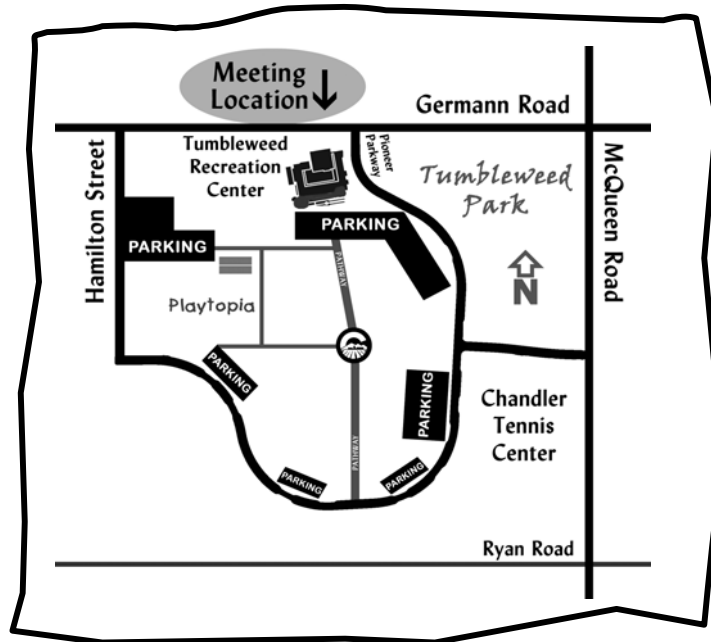 Meeting
Location
Germann Road
Tumbleweed
Recreation
Center
Pioneer
Parkway
Tumbleweed
Park
Hamilton Street
McQueen Road
PARKING
PARKING
PATHWAY
N
Playtopia
PARKING
PARKING
Chandler
Tennis
Center
PATHWAY
PARKING
PARKING
Ryan Road